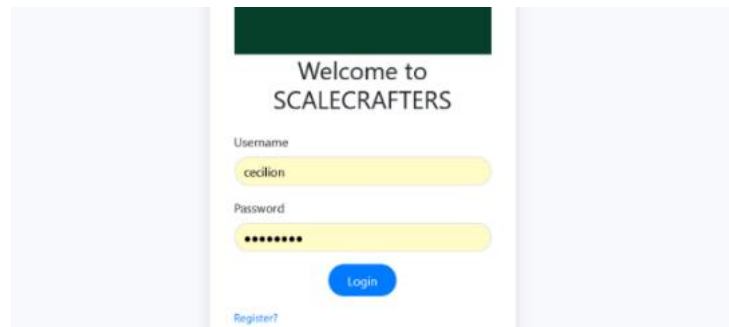 Welcome to
SCALECRAFTERS
Username
cecilion
Password
••••••••
Login
Register?